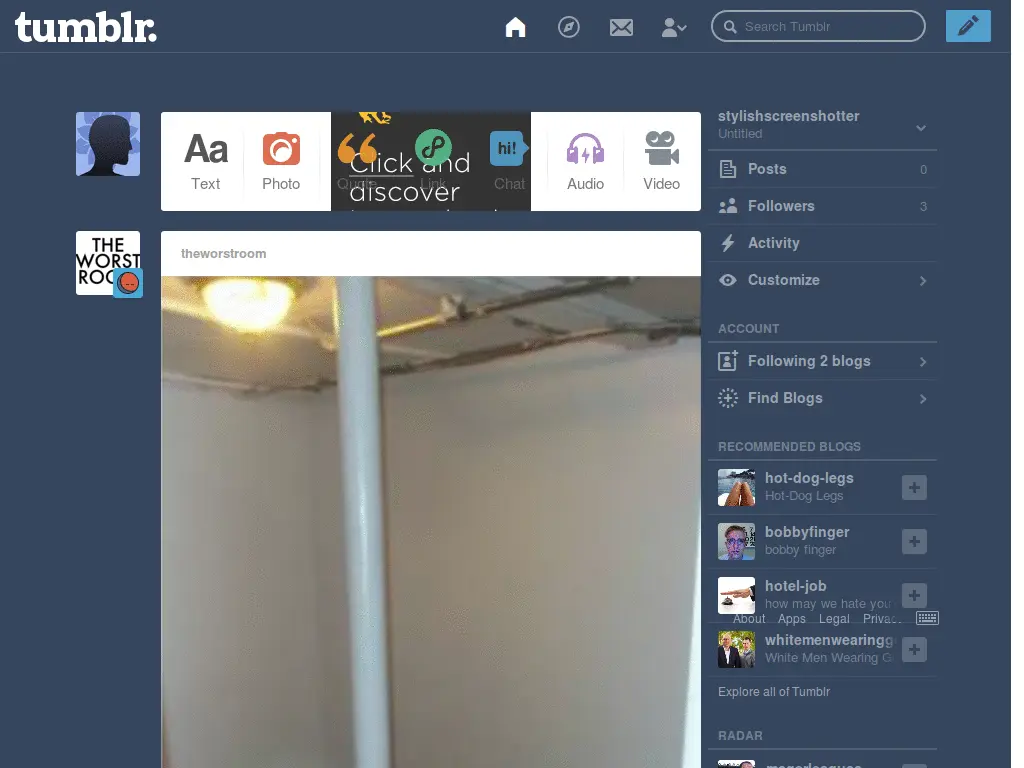 tumblr.
Search Tumblr
Aa
Text
Photo
Quote
Link
hi!
Chat
Click and
discover
Audio
Video
THE
WORST
theworstroom
stylishscreenshotter
Untitled
Posts 0
Followers 3
Activity
Customize
ACCOUNT
Following 2 blogs
Find Blogs
RECOMMENDED BLOGS
hot-dog-legs
Hot-Dog Legs
bobbyfinger
bobby finger
hotel-job
how may we hate you
About Apps Legal
whitemenwearingg
White Men Wearing G
Explore all of Tumblr
RADAR